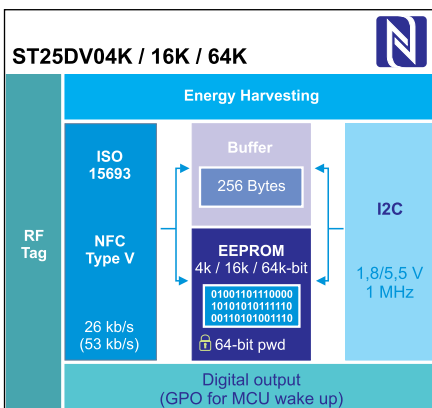 ST25DV04K / 16K / 64K
Energy Harvesting
RF
Tag
ISO
15693
NFC
Type V
26 kb/s
(53 kb/s)
Buffer
256 Bytes
EEPROM
4k / 16k / 64k-bit
01001101110000
10101010111110
00110101001110
64-bit pwd
I2C
1,8/5,5 V
1 MHz
Digital output
(GPO for MCU wake up)